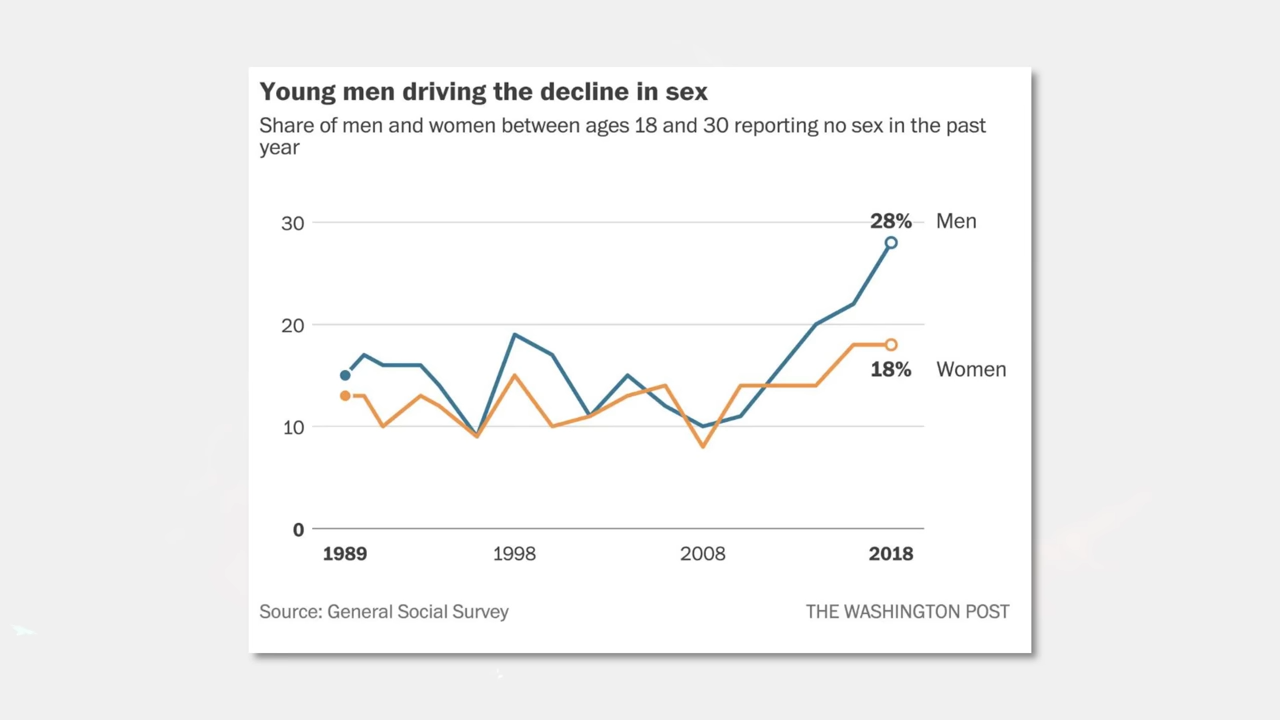 Young men driving the decline in sex
Share of men and women between ages 18 and 30 reporting no sex in the past
year
30
28% Men
20
18% Women
10
0
1989 1998 2008 2018
Source: General Social Survey THE WASHINGTON POST